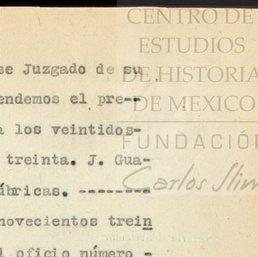 CENTRO DE
ESTUDIOS
DE HISTORIA
DE MEXICO
FUNDACIÓN
Carlos Slim
se Juzgado de su
endemos el pre--
a los veintidos-
treinta. J. Gua-
úbricas. --------
novecientos trein
l oficio número -